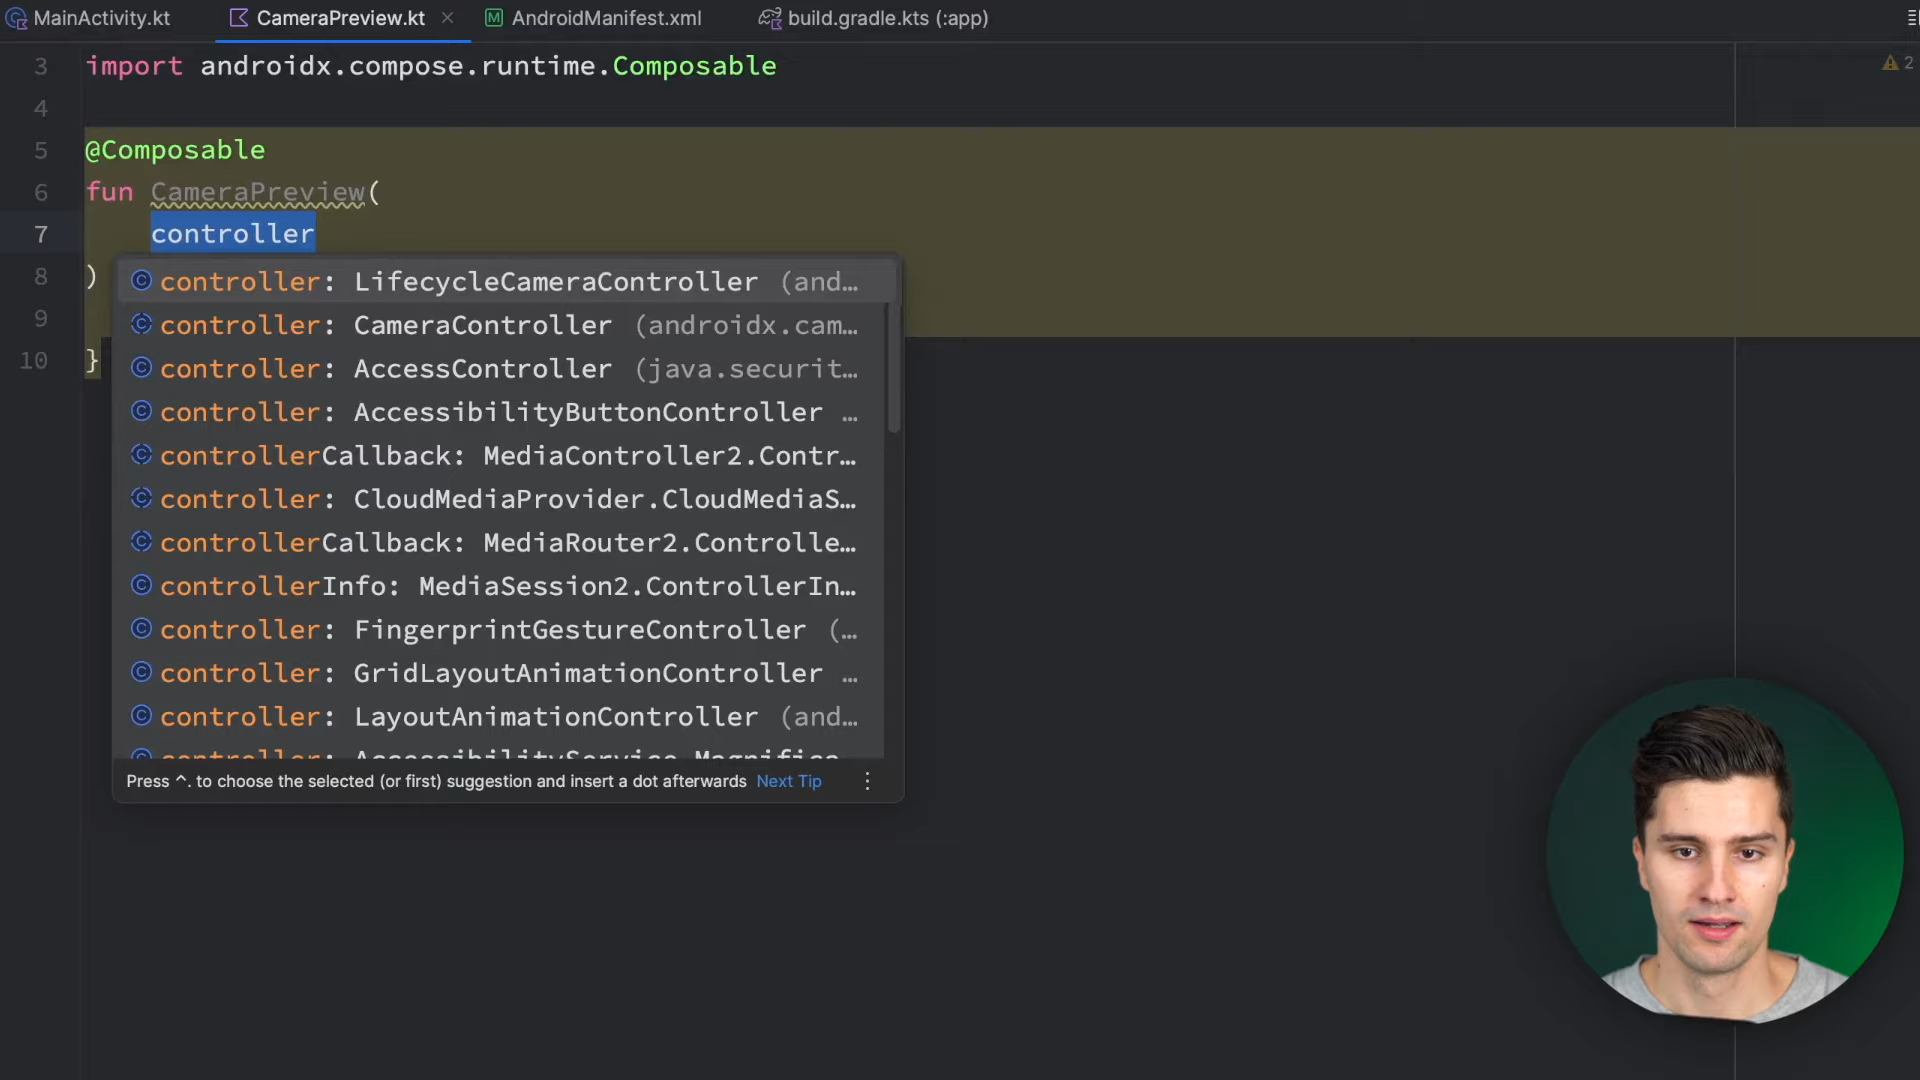 MainActivity.kt
CameraPreview.kt
AndroidManifest.xml
build.gradle.kts (:app)
3 import androidx.compose.runtime.Composable
2
4
5 @Composable
6 fun CameraPreview(
7 controller
8 )
9
10 }
controller: LifecycleCameraController (and…
controller: CameraController (androidx.cam…
controller: AccessController (java.securit…
controller: AccessibilityButtonController …
controllerCallback: MediaController2.Contr…
controller: CloudMediaProvider.CloudMediaS…
controllerCallback: MediaRouter2.Controlle…
controllerInfo: MediaSession2.ControllerIn…
controller: FingerprintGestureController (…
controller: GridLayoutAnimationController …
controller: LayoutAnimationController (and…
controller: AccessibilityService.Magnifica
Press ^. to choose the selected (or first) suggestion and insert a dot afterwards Next Tip